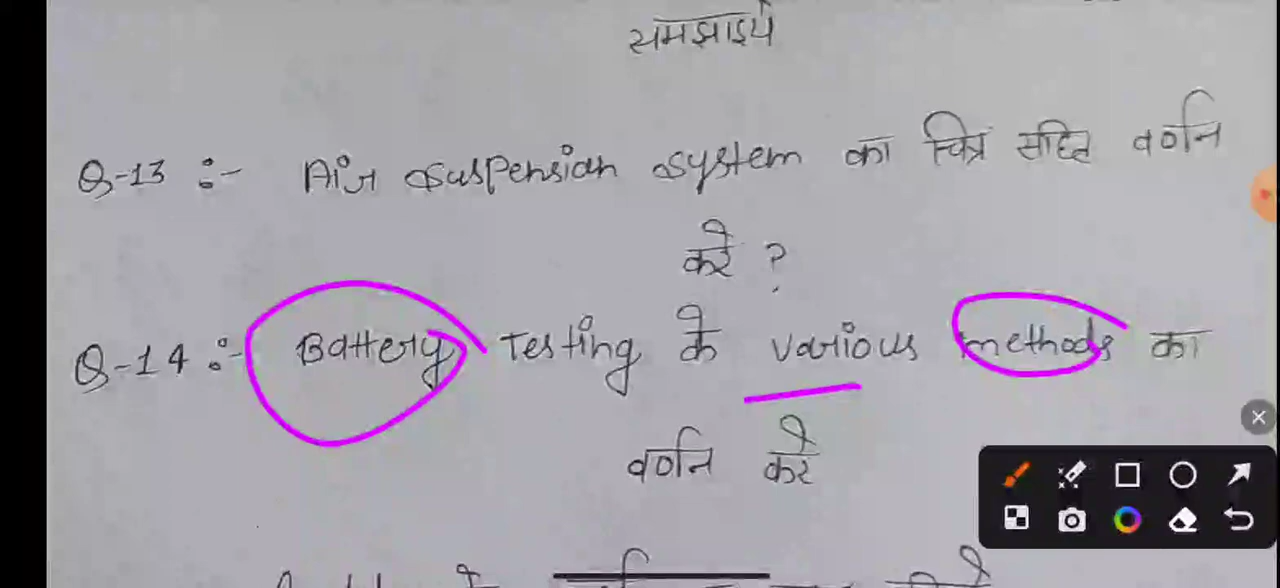 समझाइये
Q-13 :- Air suspension system का चित्र सहित वर्णन
करे ?
Q-14 :- Battery Testing के various methods का
वर्णन करे